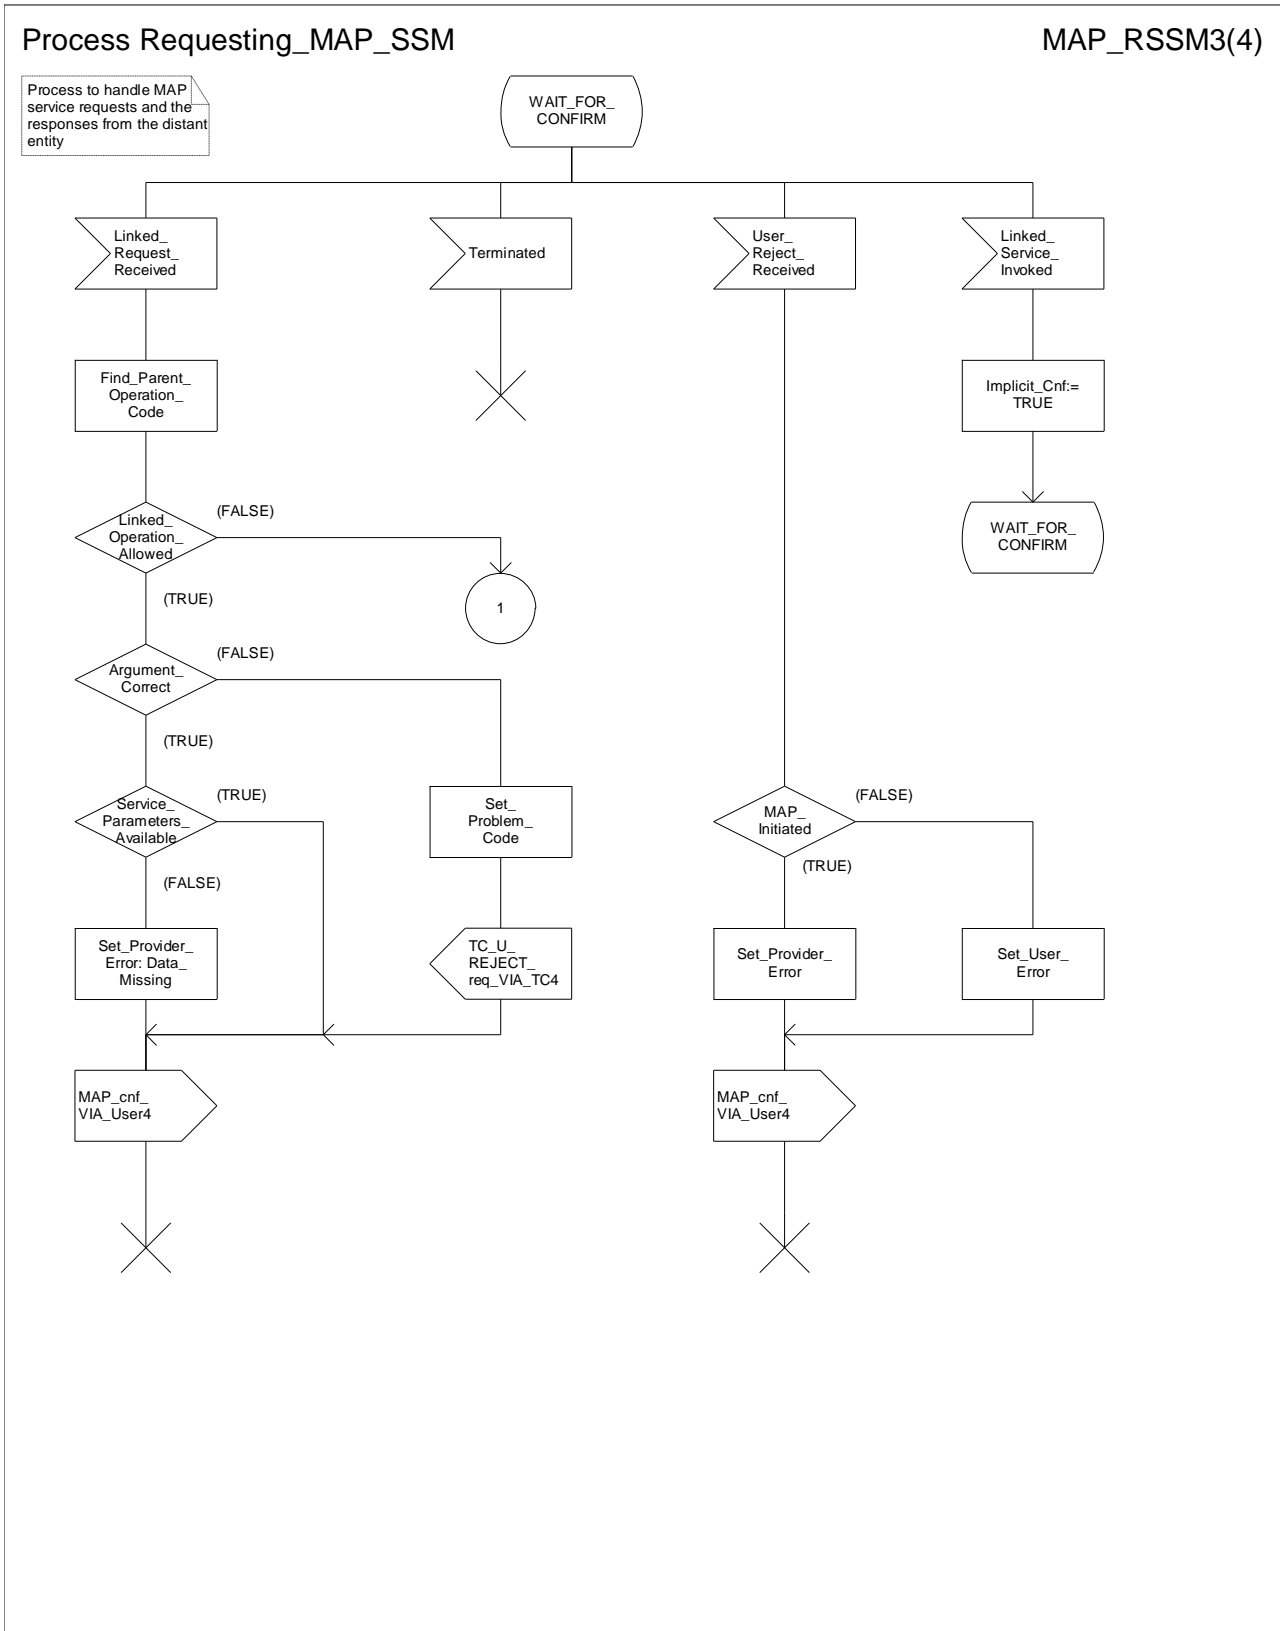 Process Requesting_MAP_SSM
MAP_RSSM3(4)
Process to handle MAP
service requests and the
responses from the distant
entity
WAIT_FOR_
CONFIRM
Linked_
Request_
Received
Terminated
User_
Reject_
Received
Linked_
Service_
Invoked
Find_Parent_
Operation_
Code
Implicit_Cnf:=
TRUE
Linked_
Operation_
Allowed
(FALSE)
WAIT_FOR_
CONFIRM
(TRUE)
1
Argument_
Correct
(FALSE)
(TRUE)
Service_
Parameters_
Available
(TRUE)
Set_
Problem_
Code
MAP_
Initiated
(FALSE)
(FALSE)
(TRUE)
Set_Provider_
Error: Data_
Missing
TC_U_
REJECT_
req_VIA_TC4
Set_Provider_
Error
Set_User_
Error
MAP_cnf_
VIA_User4
MAP_cnf_
VIA_User4